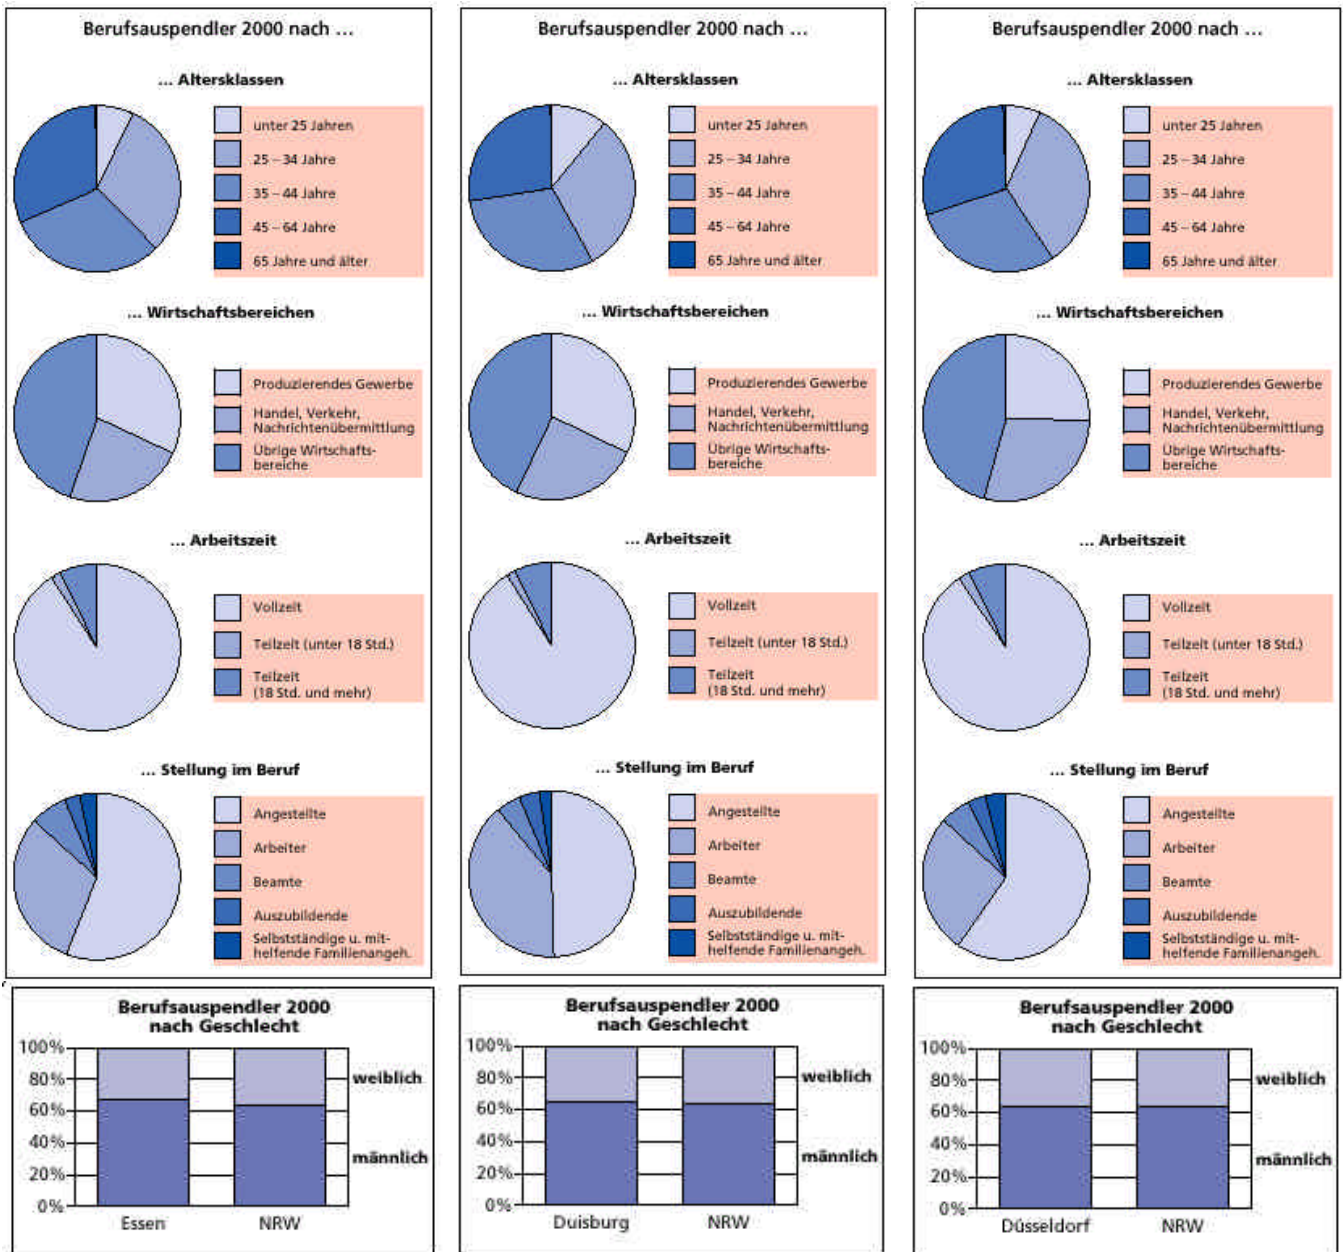 Berufsauspendler 2000 nach ...
... Altersklassen
unter 25 Jahren
25 – 34 Jahre
35 – 44 Jahre
45 – 64 Jahre
65 Jahre und älter
... Wirtschaftsbereichen
Produzierendes Gewerbe
Handel, Verkehr,
Nachrichtenübermittlung
Übrige Wirtschafts-
bereiche
... Arbeitszeit
Vollzeit
Teilzeit (unter 18 Std.)
Teilzeit
(18 Std. und mehr)
... Stellung im Beruf
Angestellte
Arbeiter
Beamte
Auszubildende
Selbstständige u. mit-
helfende Familienangeh.
Berufsauspendler 2000
nach Geschlecht
100%
80%
60%
40%
20%
0%
weiblich
männlich
Essen
NRW
Berufsauspendler 2000 nach ...
... Altersklassen
unter 25 Jahren
25 – 34 Jahre
35 – 44 Jahre
45 – 64 Jahre
65 Jahre und älter
... Wirtschaftsbereichen
Produzierendes Gewerbe
Handel, Verkehr,
Nachrichtenübermittlung
Übrige Wirtschafts-
bereiche
... Arbeitszeit
Vollzeit
Teilzeit (unter 18 Std.)
Teilzeit
(18 Std. und mehr)
... Stellung im Beruf
Angestellte
Arbeiter
Beamte
Auszubildende
Selbstständige u. mit-
helfende Familienangeh.
Berufsauspendler 2000
nach Geschlecht
100%
80%
60%
40%
20%
0%
weiblich
männlich
Duisburg
NRW
Berufsauspendler 2000 nach ...
... Altersklassen
unter 25 Jahren
25 – 34 Jahre
35 – 44 Jahre
45 – 64 Jahre
65 Jahre und älter
... Wirtschaftsbereichen
Produzierendes Gewerbe
Handel, Verkehr,
Nachrichtenübermittlung
Übrige Wirtschafts-
bereiche
... Arbeitszeit
Vollzeit
Teilzeit (unter 18 Std.)
Teilzeit
(18 Std. und mehr)
... Stellung im Beruf
Angestellte
Arbeiter
Beamte
Auszubildende
Selbstständige u. mit-
helfende Familienangeh.
Berufsauspendler 2000
nach Geschlecht
100%
80%
60%
40%
20%
0%
weiblich
männlich
Düsseldorf
NRW